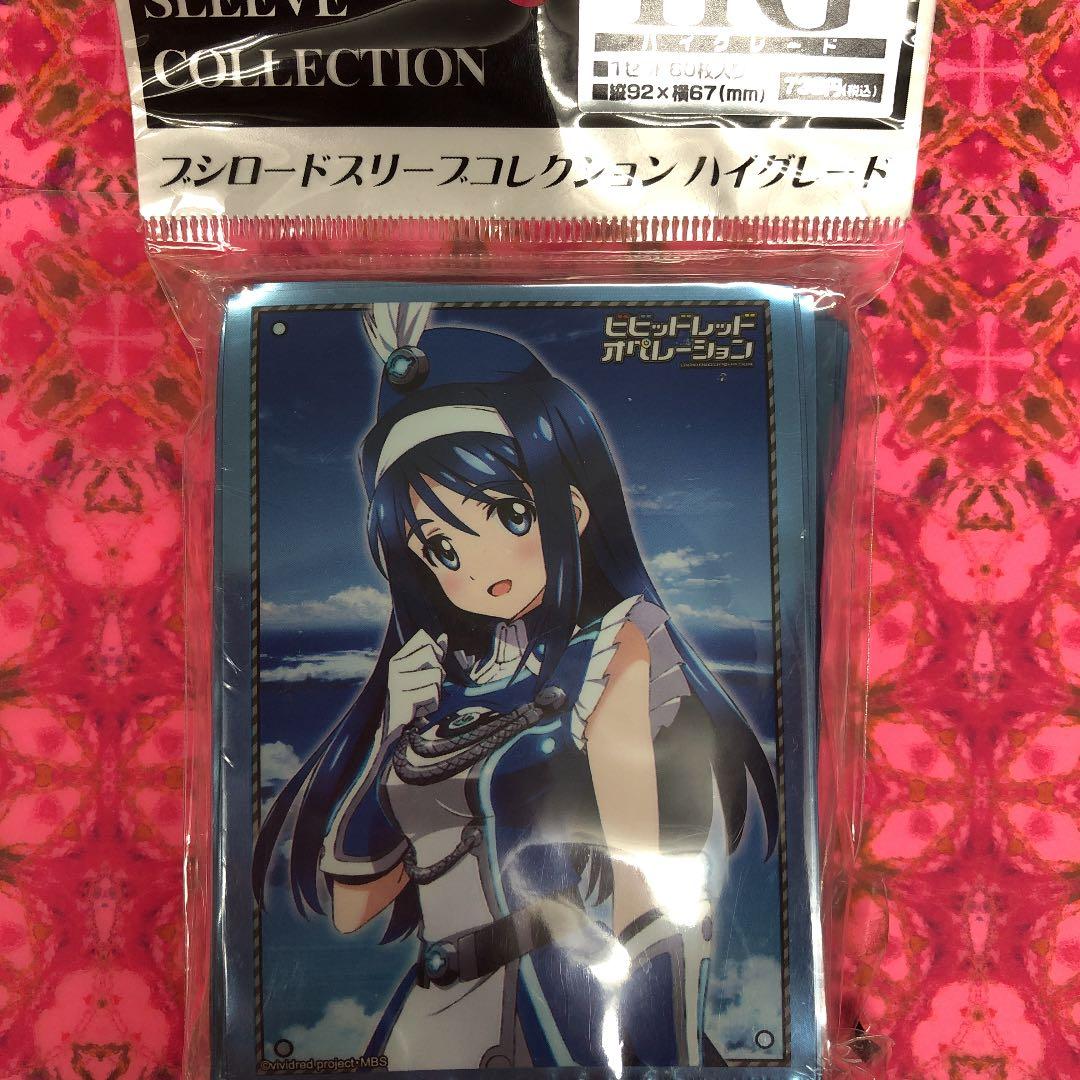 SLEEVE
COLLECTION
HG
ハイグレード
1セット60枚入り
縦92×横67(mm)
(税込)
ブシロードスリーブコレクション ハイグレード
ビビッドレッド
オペレーション
©vividred project・MBS